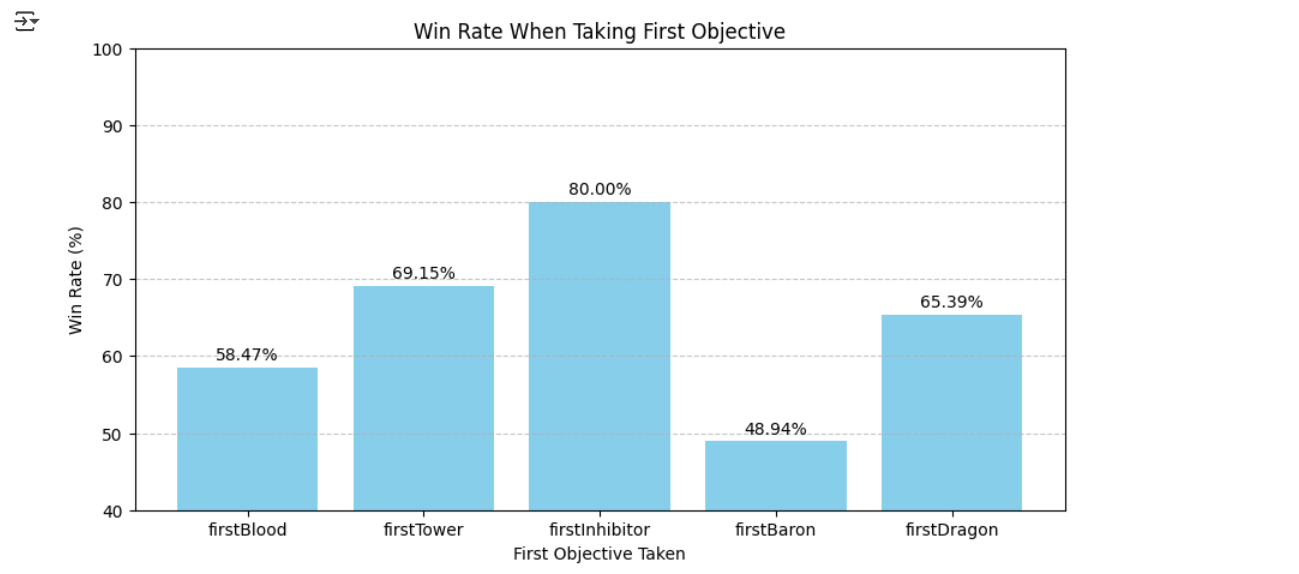 Win Rate When Taking First Objective
100
90
80
70
60
50
40
Win Rate (%)
58.47%
69.15%
80.00%
48.94%
65.39%
firstBlood
firstTower
firstInhibitor
firstBaron
firstDragon
First Objective Taken